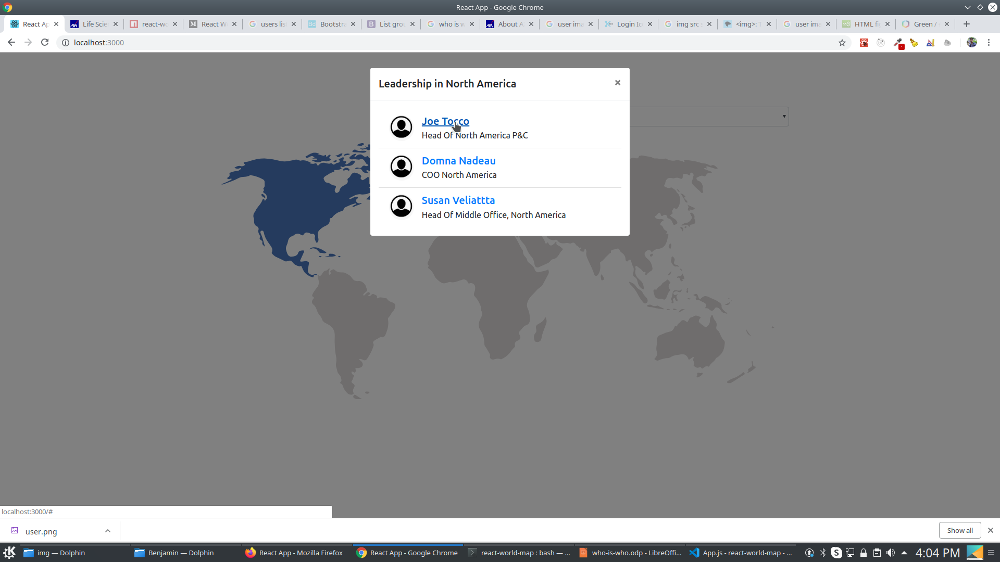 React App - Google Chrome
React Ap
Life Scie
react-wo
React W
users lis
Bootstra
List grou
who is w
About A
user ima
Login Ic
img src
<img>: T
user ima
HTML fi
Green /
localhost:3000
Leadership in North America
Joe Tocco
Head Of North America P&C
Domna Nadeau
COO North America
Susan Veliattta
Head Of Middle Office, North America
localhost:3000/#
user.png
Show all
img — Dolphin
Benjamin — Dolphin
React App - Mozilla Firefox
React App - Google Chrome
react-world-map : bash — ...
who-is-who.odp - LibreOffi...
App.js - react-world-map - ...
4:04 PM